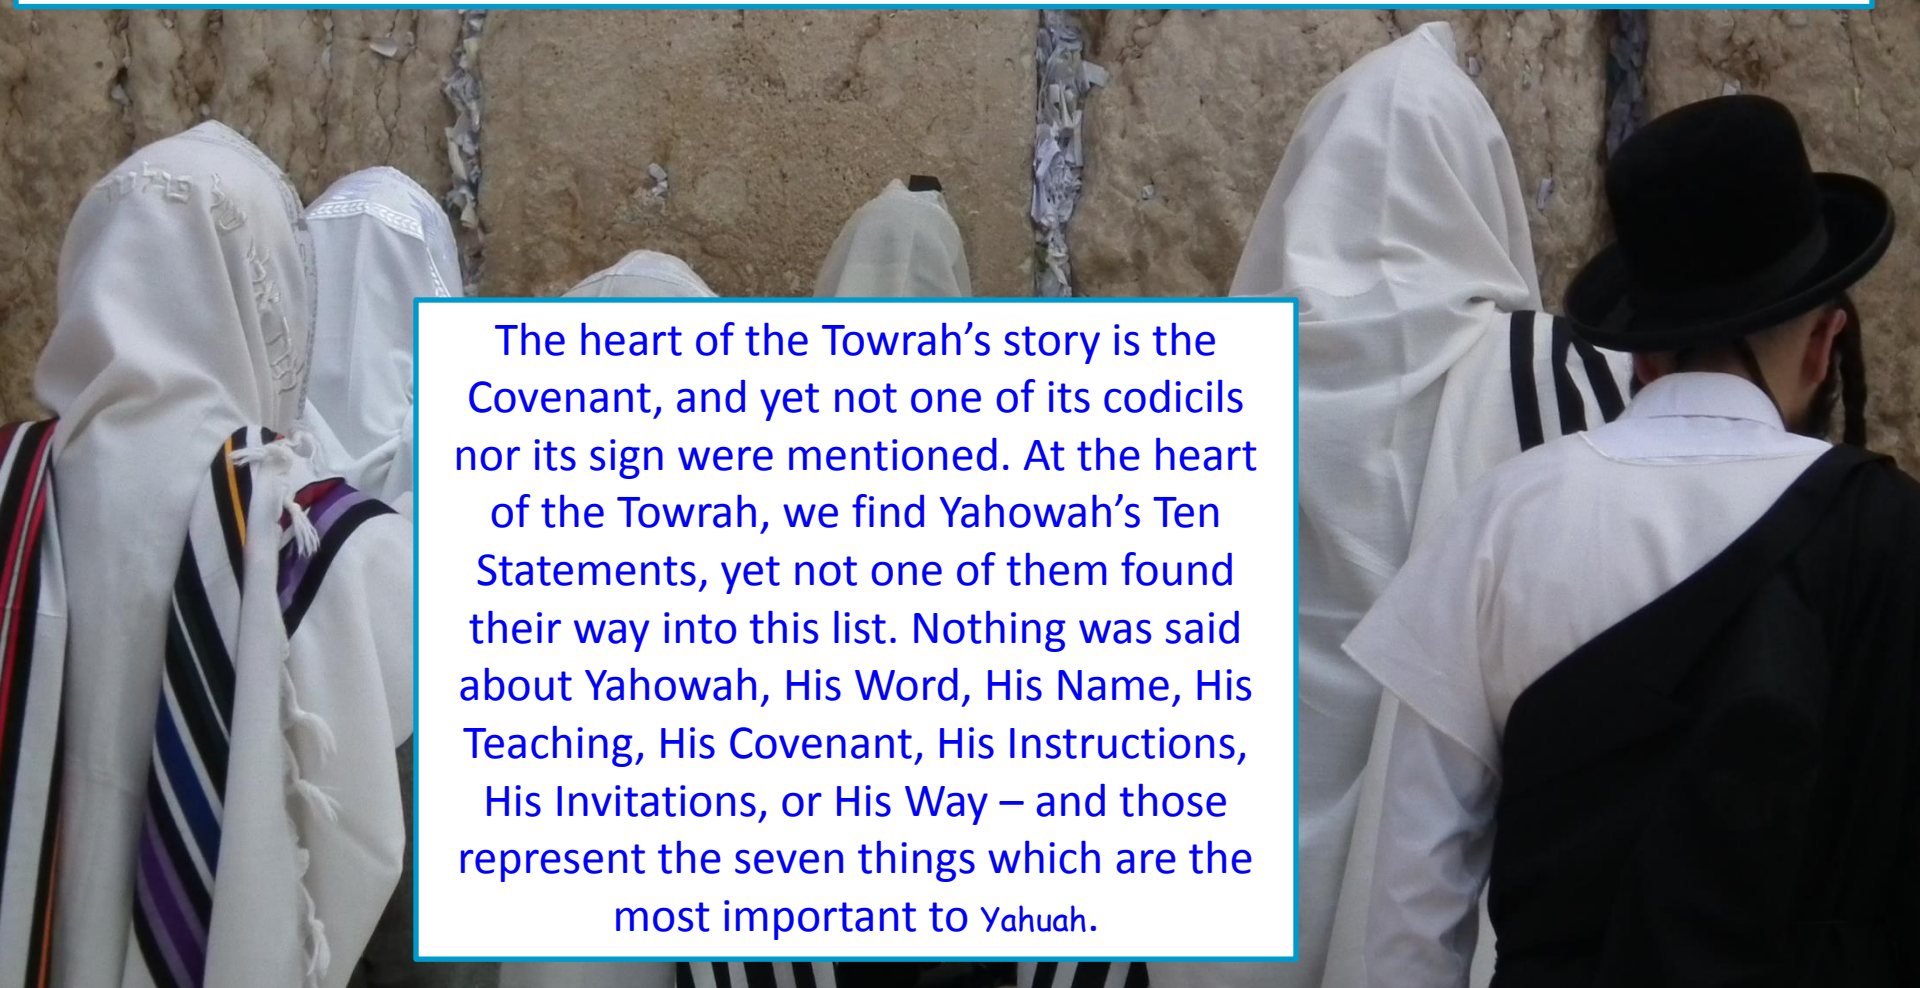 The heart of the Towrah’s story is the
Covenant, and yet not one of its codicils
nor its sign were mentioned. At the heart
of the Towrah, we find Yahowah’s Ten
Statements, yet not one of them found
their way into this list. Nothing was said
about Yahowah, His Word, His Name, His
Teaching, His Covenant, His Instructions,
His Invitations, or His Way – and those
represent the seven things which are the
most important to Yahuah.